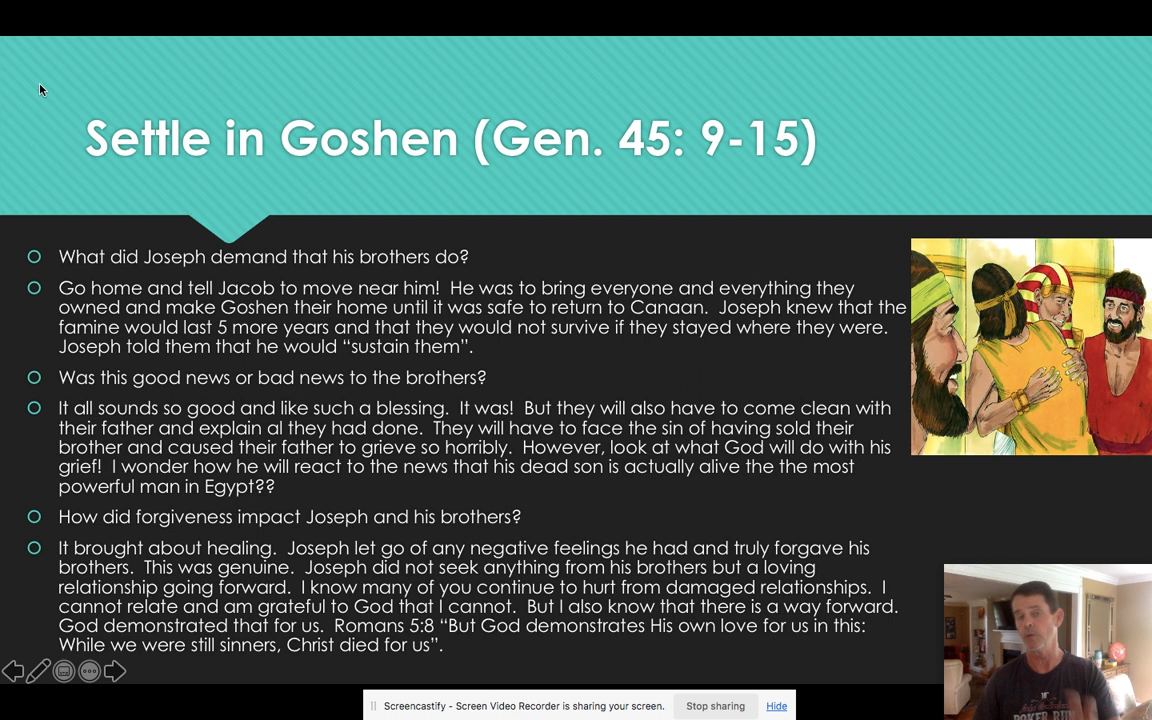 Settle in Goshen (Gen. 45: 9-15)
What did Joseph demand that his brothers do?
Go home and tell Jacob to move near him!  He was to bring everyone and everything they
owned and make Goshen their home until it was safe to return to Canaan.  Joseph knew that the
famine would last 5 more years and that they would not survive if they stayed where they were.
Joseph told them that he would “sustain them”.
Was this good news or bad news to the brothers?
It all sounds so good and like such a blessing.  It was!  But they will also have to come clean with
their father and explain al they had done.  They will have to face the sin of having sold their
brother and caused their father to grieve so horribly.  However, look at what God will do with his
grief!  I wonder how he will react to the news that his dead son is actually alive the the most
powerful man in Egypt??
How did forgiveness impact Joseph and his brothers?
It brought about healing.  Joseph let go of any negative feelings he had and truly forgave his
brothers.  This was genuine.  Joseph did not seek anything from his brothers but a loving
relationship going forward.  I know many of you continue to hurt from damaged relationships.  I
cannot relate and am grateful to God that I cannot.  But I also know that there is a way forward.
God demonstrated that for us.  Romans 5:8 “But God demonstrates His own love for us in this:
While we were still sinners, Christ died for us”.
POKER RUN
Screencastify - Screen Video Recorder is sharing your screen.
Stop sharing
Hide